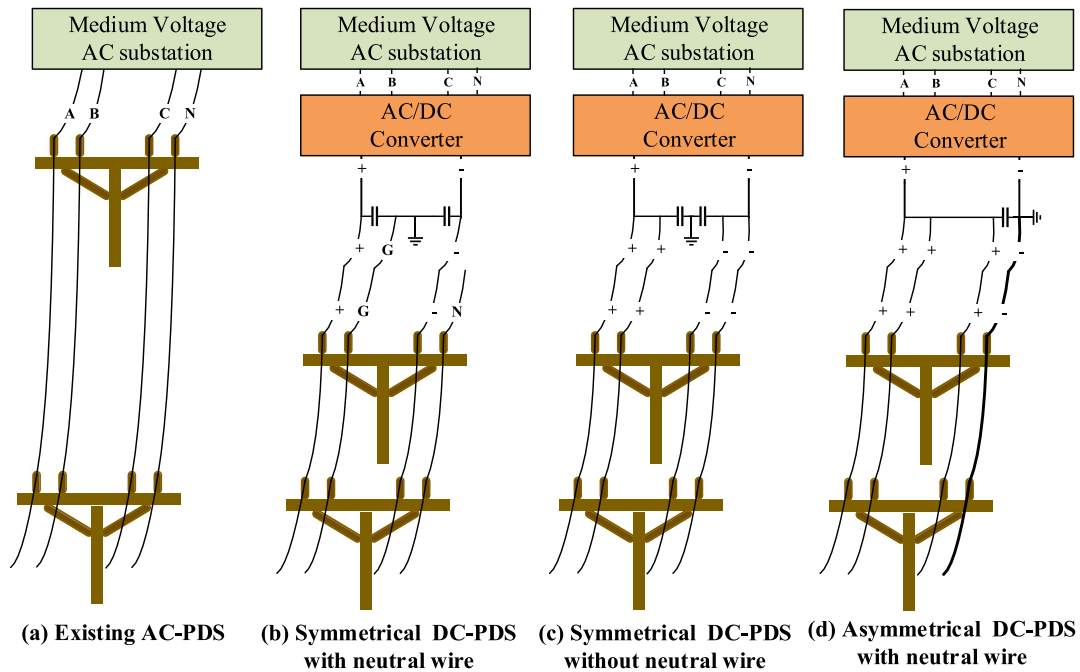 Medium Voltage
AC substation
A B C N
(a) Existing AC-PDS
Medium Voltage
AC substation
A B C N
AC/DC
Converter
+ -
+ G -
+ G - N
(b) Symmetrical DC-PDS
with neutral wire
Medium Voltage
AC substation
A B C N
AC/DC
Converter
+ -
+ + - -
+ + - -
(c) Symmetrical DC-PDS
without neutral wire
Medium Voltage
AC substation
A B C N
AC/DC
Converter
+ -
+ + + -
+ + + -
(d) Asymmetrical DC-PDS
with neutral wire